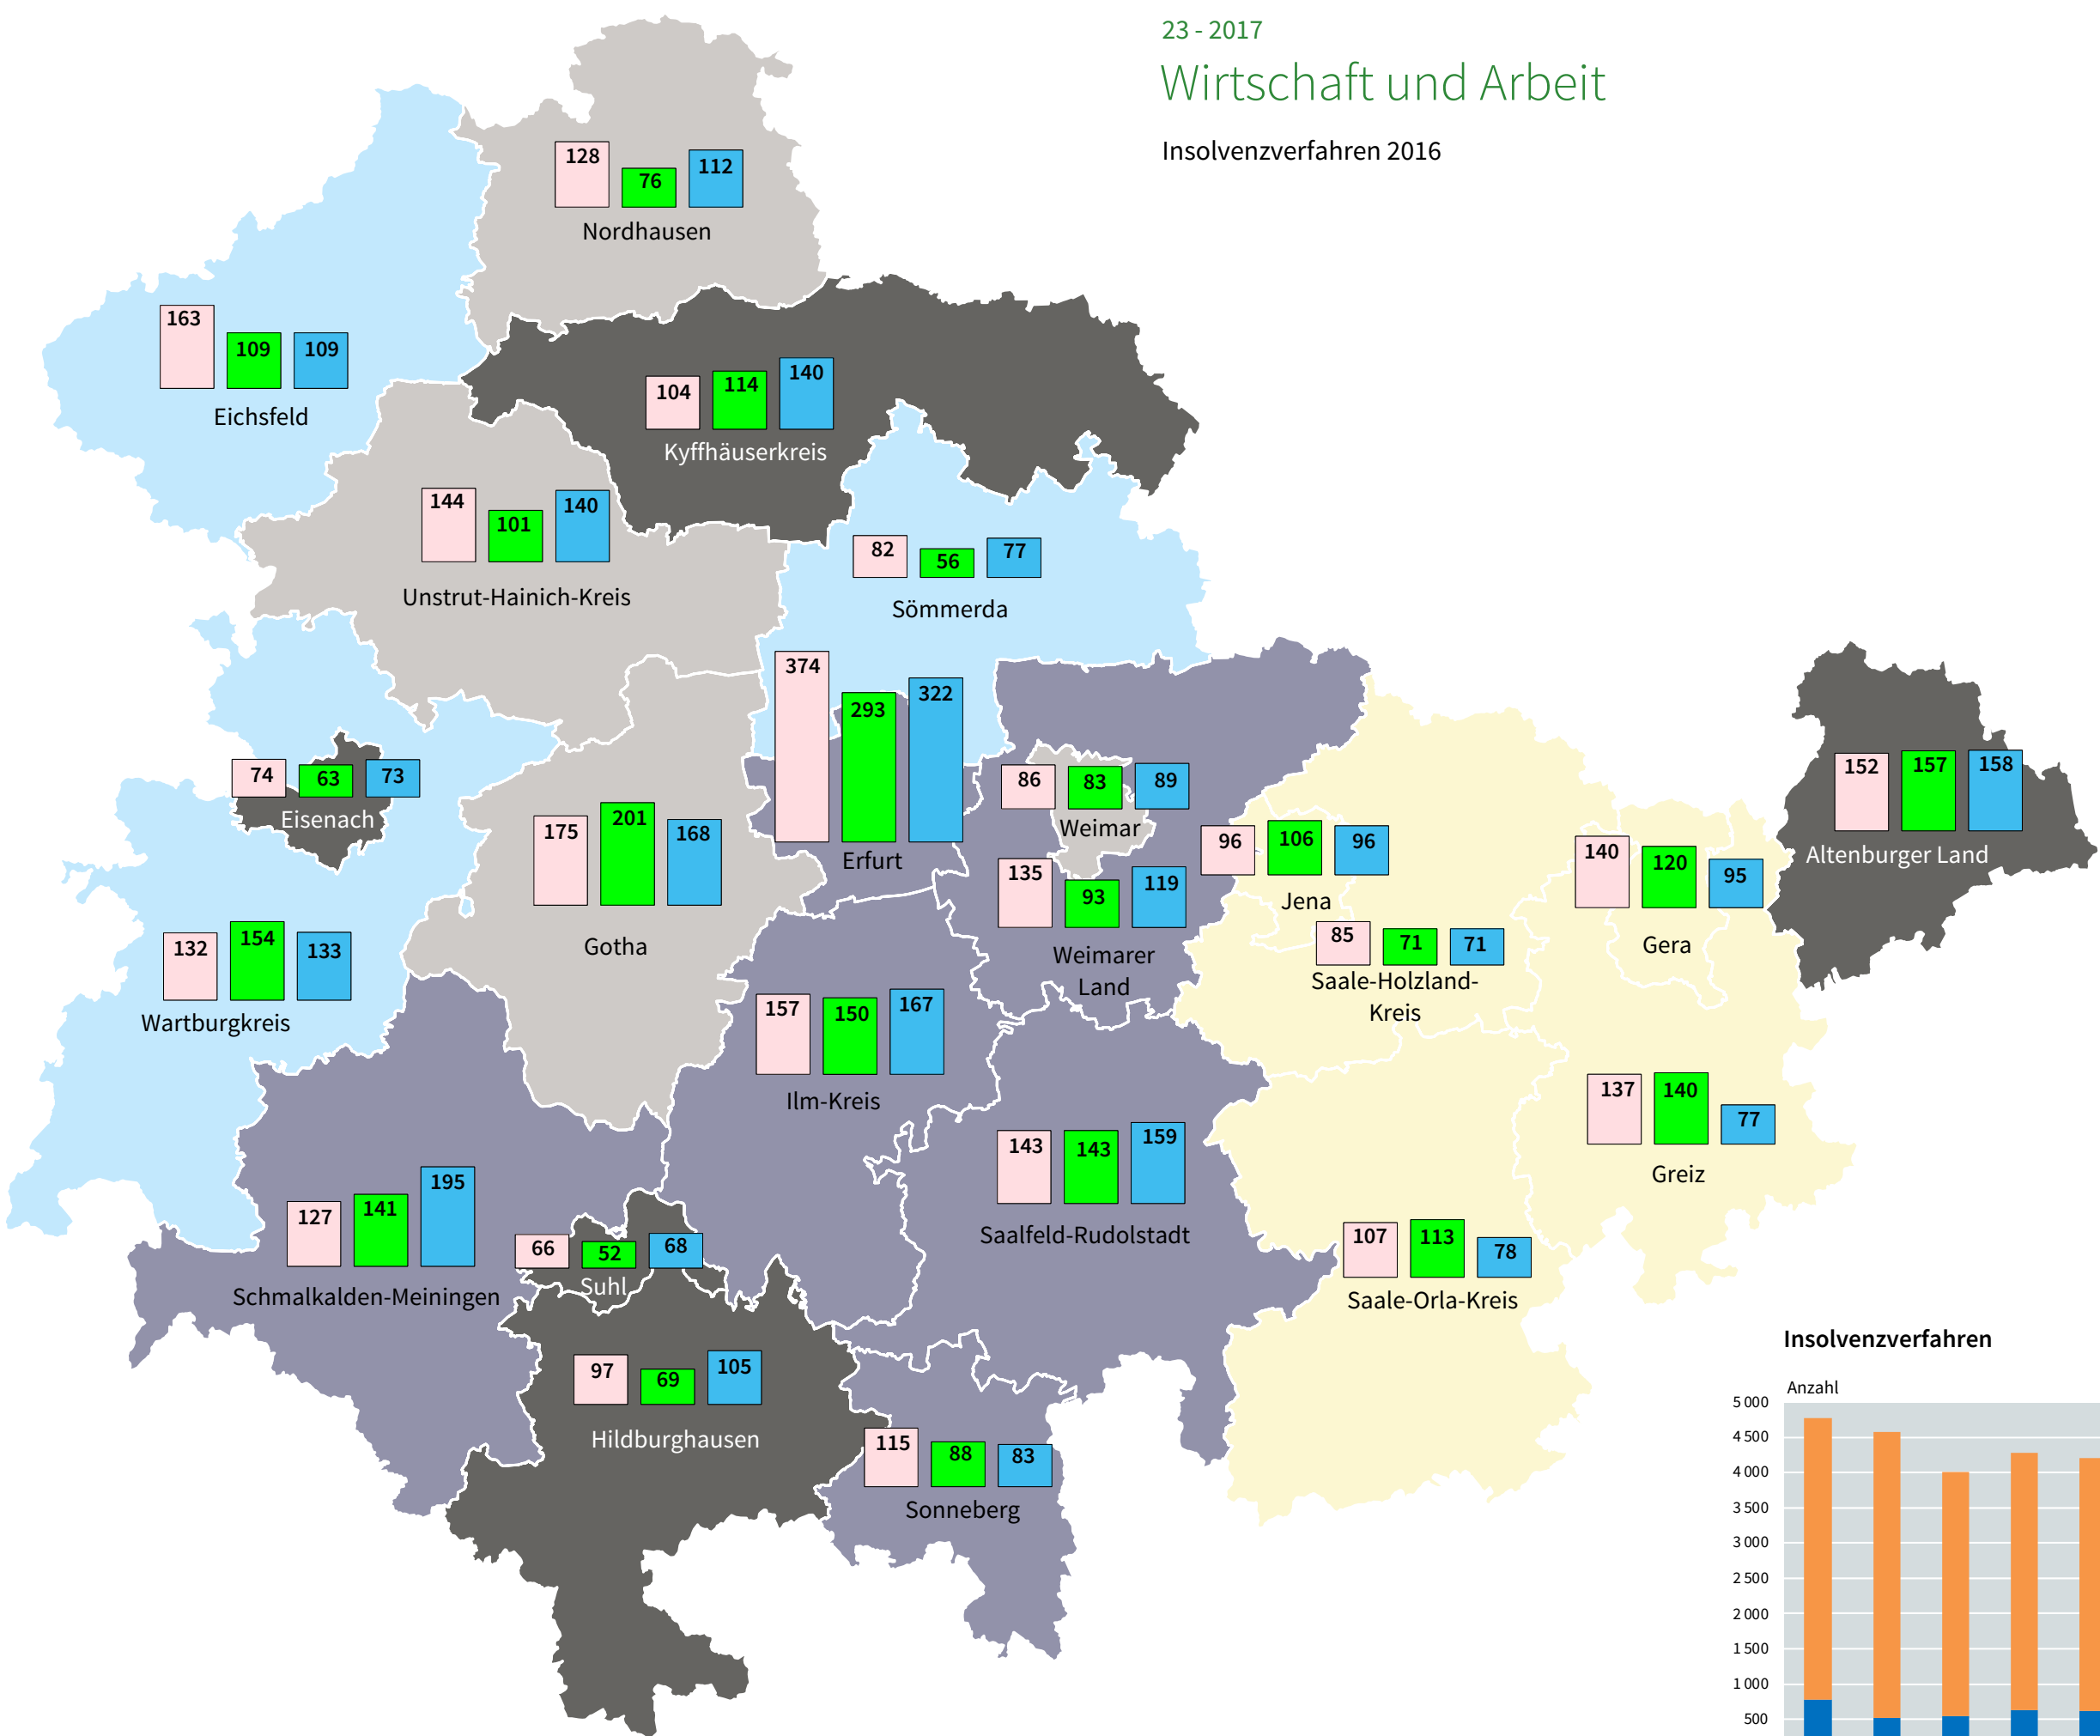 23 - 2017
Wirtschaft und Arbeit
Insolvenzverfahren 2016
128 76 112
Nordhausen
163 109 109
Eichsfeld
104 114 140
Kyffhäuserkreis
144 101 140
Unstrut-Hainich-Kreis
82 56 77
Sömmerda
374 293 322
Erfurt
74 63 73
Eisenach
86 83 89
Weimar
152 157 158
Altenburger Land
175 201 168
Gotha
135 93 119
Weimarer
Land
96 106 96
Jena
140 120 95
Gera
85 71 71
Saale-Holzland-
Kreis
132 154 133
Wartburgkreis
157 150 167
Ilm-Kreis
137 140 77
Greiz
143 143 159
Saalfeld-Rudolstadt
127 141 195
Schmalkalden-Meiningen
66 52 68
Suhl
107 113 78
Saale-Orla-Kreis
97 69 105
Hildburghausen
115 88 83
Sonneberg
Insolvenzverfahren
Anzahl
5 000
4 500
4 000
3 500
3 000
2 500
2 000
1 500
1 000
500